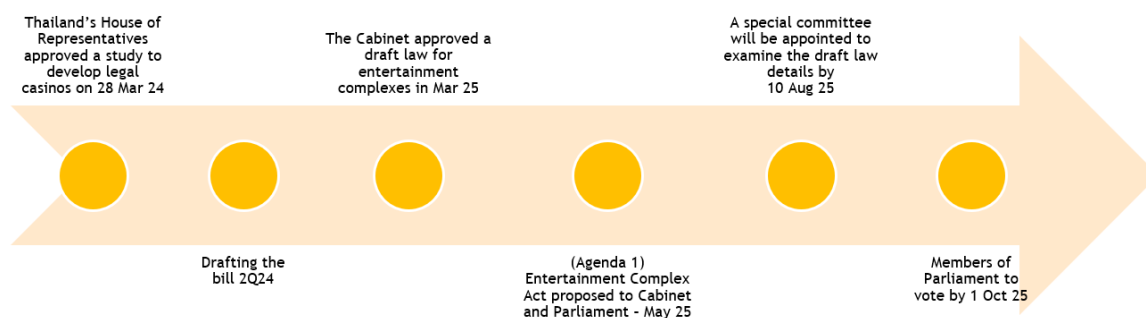 Thailand's House of
Representatives
approved a study to
develop legal
casinos on 28 Mar 24
Drafting the
bill 2Q24
The Cabinet approved a
draft law for
entertainment
complexes in Mar 25
(Agenda 1)
Entertainment Complex
Act proposed to Cabinet
and Parliament – May 25
A special committee
will be appointed to
examine the draft law
details by
10 Aug 25
Members of
Parliament to
vote by 1 Oct 25